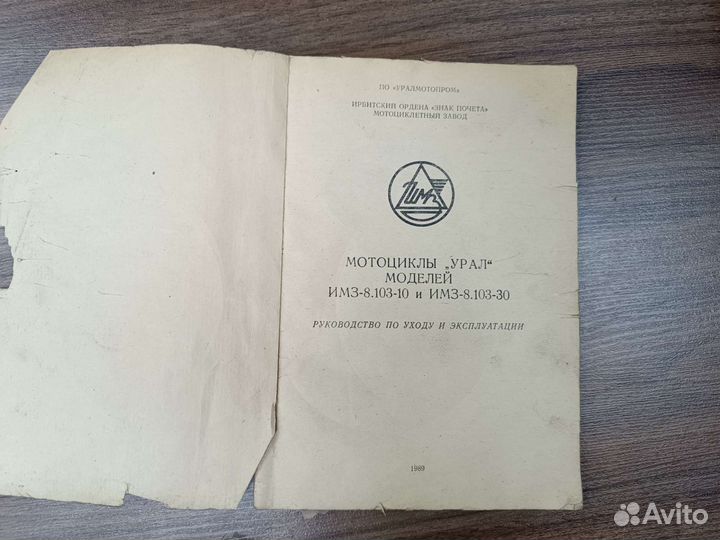 ПО «УРАЛМОТОПРОМ»
ИРБИТСКИЙ ОРДЕНА «ЗНАК ПОЧЕТА»
МОТОЦИКЛЕТНЫЙ ЗАВОД
ИМЗ
МОТОЦИКЛЫ „УРАЛ“
МОДЕЛЕЙ
ИМЗ-8.103-10 и ИМЗ-8.103-30
РУКОВОДСТВО ПО УХОДУ И ЭКСПЛУАТАЦИИ
1989
Avito